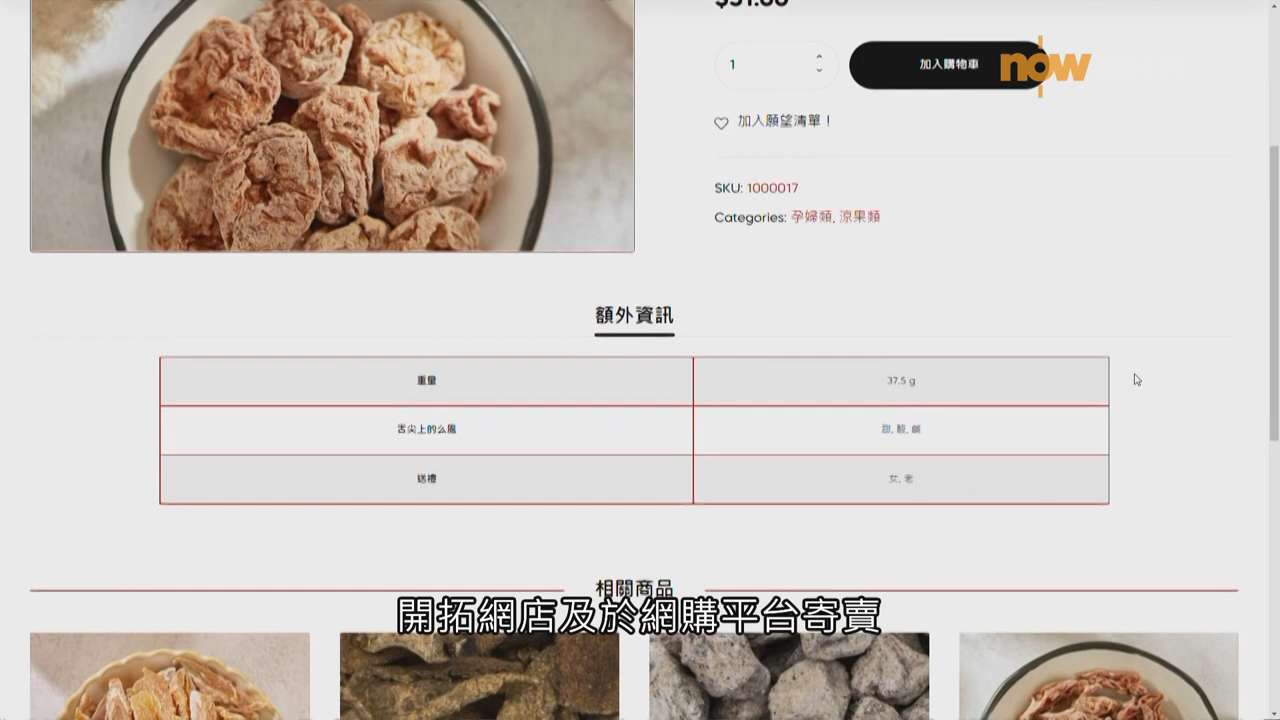 1
加入購物車
now
加入願望清單！
SKU: 1000017
Categories: 孕婦類, 涼果類
額外資訊
重量
37.5 g
舌尖上的么鳳
甜, 酸, 鹹
送禮
女, 老
相關商品
開拓網店及於網購平台寄賣